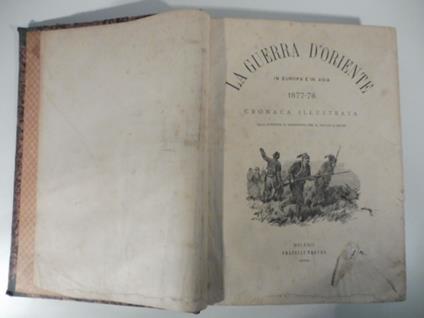 LA GUERRA D'ORIENTE
IN EUROPA E IN ASIA
1877-78
CRONACA ILLUSTRATA
MILANO
FRATELLI TREVES